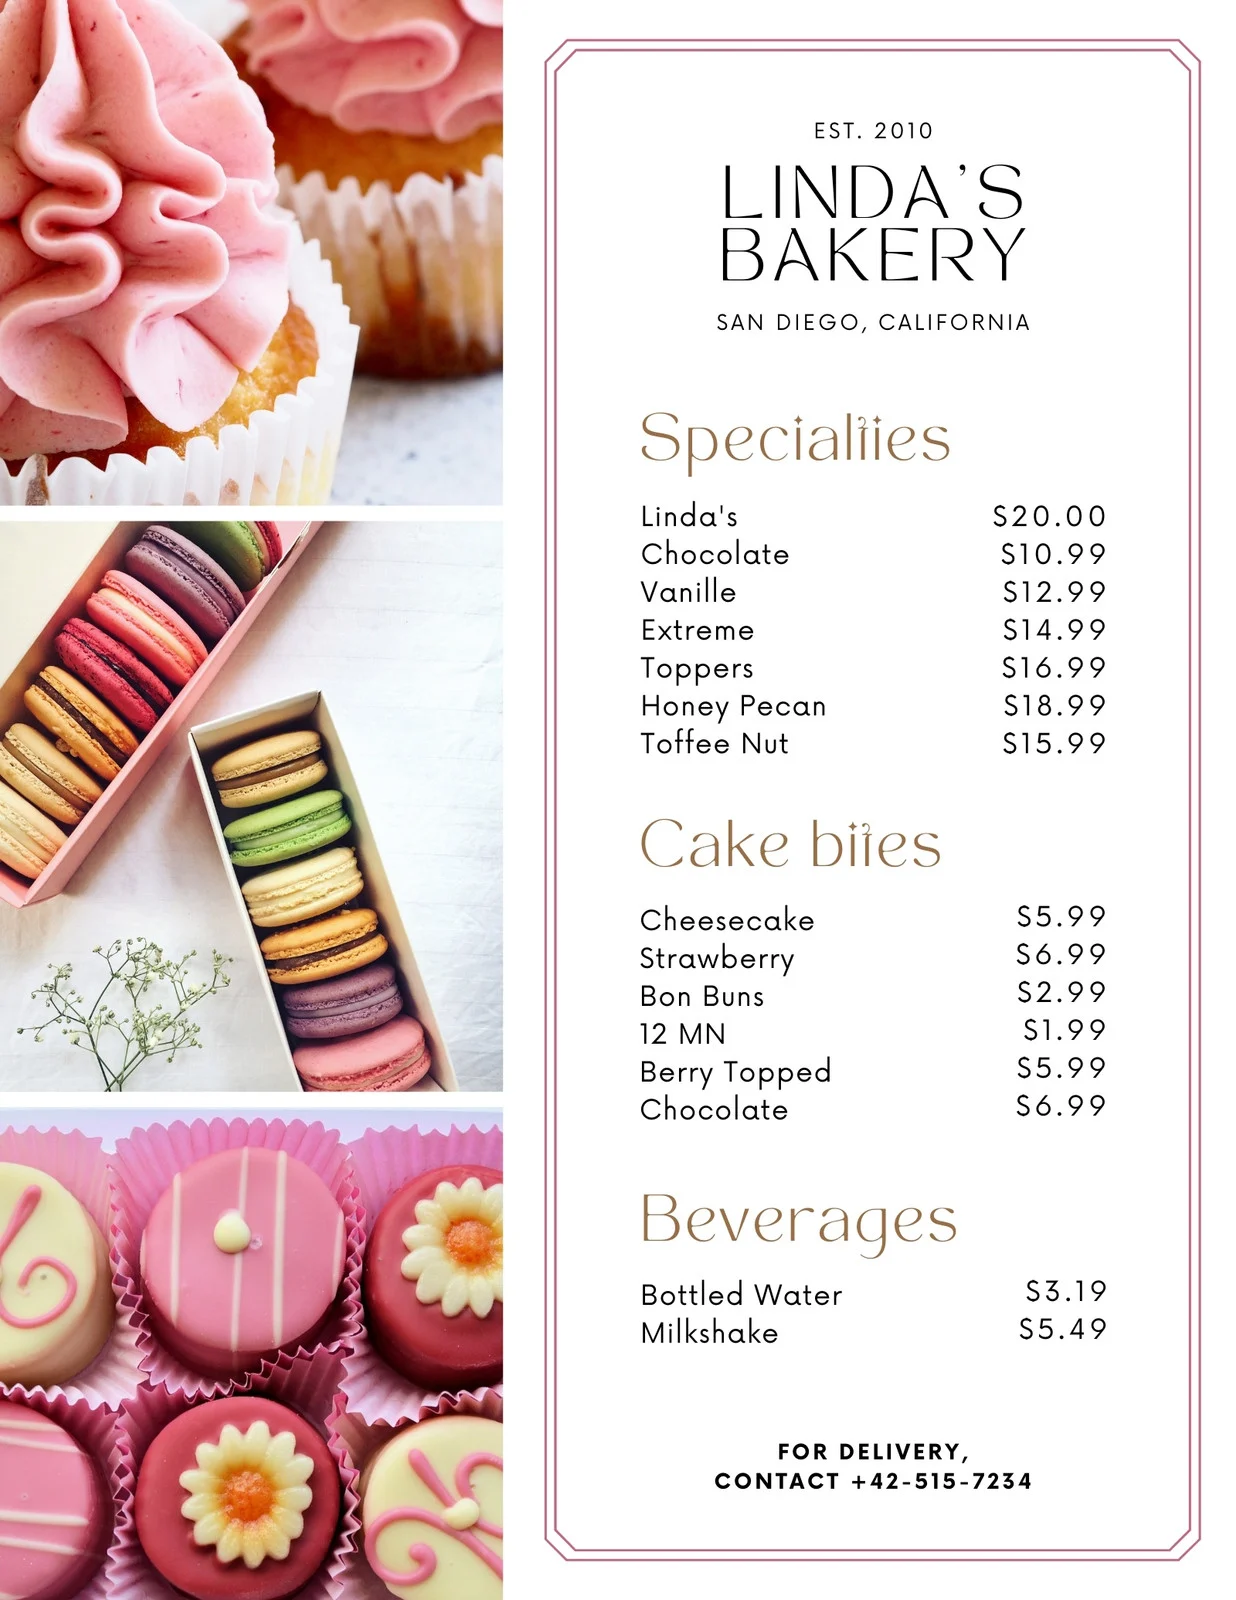 EST. 2010
LINDA'S
BAKERY
SAN DIEGO, CALIFORNIA
Specialties
Linda's $20.00
Chocolate $10.99
Vanille $12.99
Extreme $14.99
Toppers $16.99
Honey Pecan $18.99
Toffee Nut $15.99
Cake bites
Cheesecake $5.99
Strawberry $6.99
Bon Buns $2.99
12 MN $1.99
Berry Topped $5.99
Chocolate $6.99
Beverages
Bottled Water $3.19
Milkshake $5.49
FOR DELIVERY,
CONTACT +42-515-7234